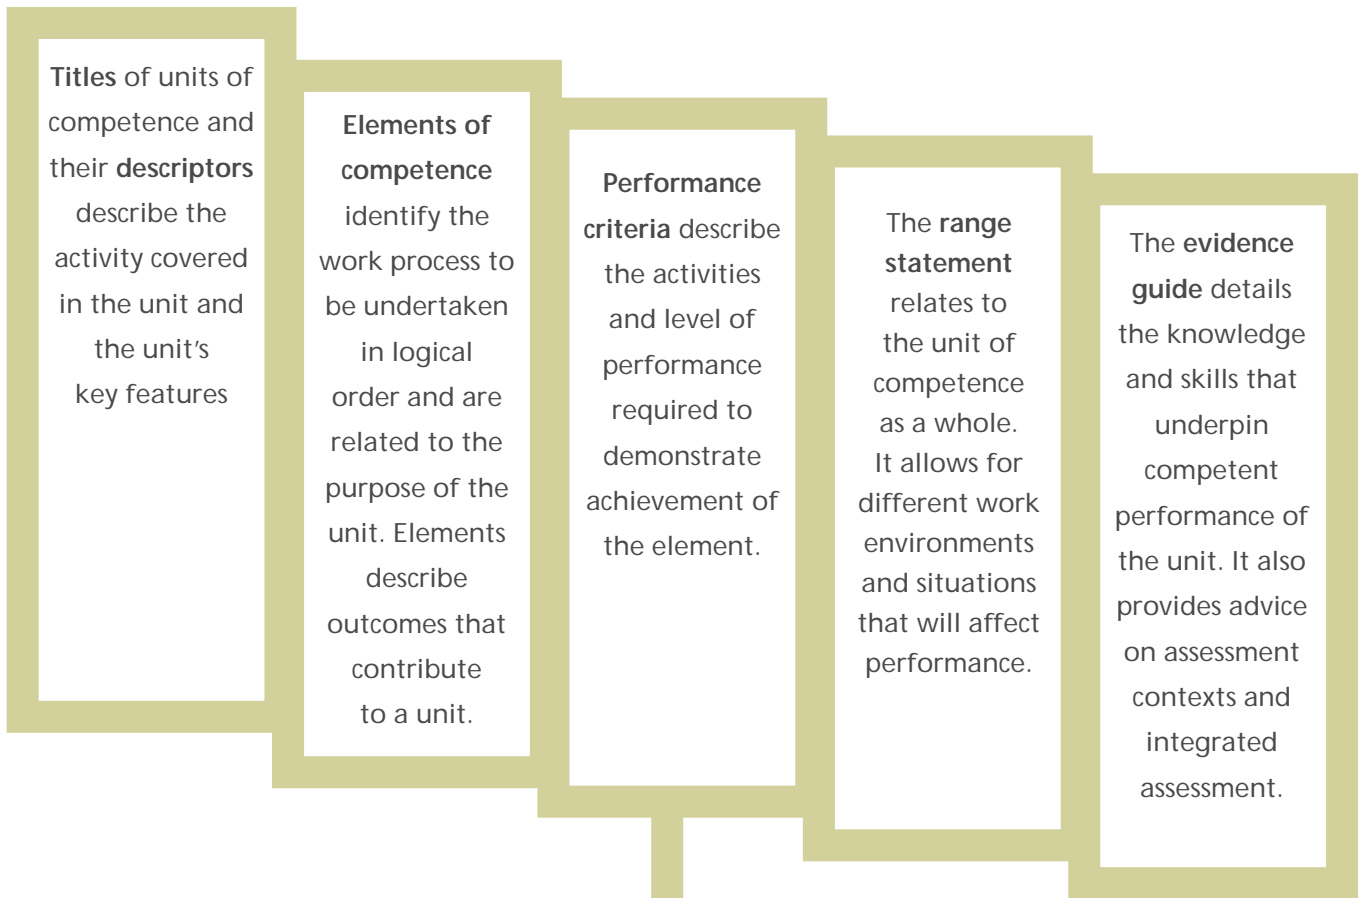 Titles of units of
competence and
their descriptors
describe the
activity covered
in the unit and
the unit's
key features
Elements of
competence
identify the
work process to
be undertaken
in logical
order and are
related to the
purpose of the
unit. Elements
describe
outcomes that
contribute
to a unit.
Performance
criteria describe
the activities
and level of
performance
required to
demonstrate
achievement of
the element.
The range
statement
relates to
the unit of
competence
as a whole.
It allows for
different work
environments
and situations
that will affect
performance.
The evidence
guide details
the knowledge
and skills that
underpin
competent
performance of
the unit. It also
provides advice
on assessment
contexts and
integrated
assessment.